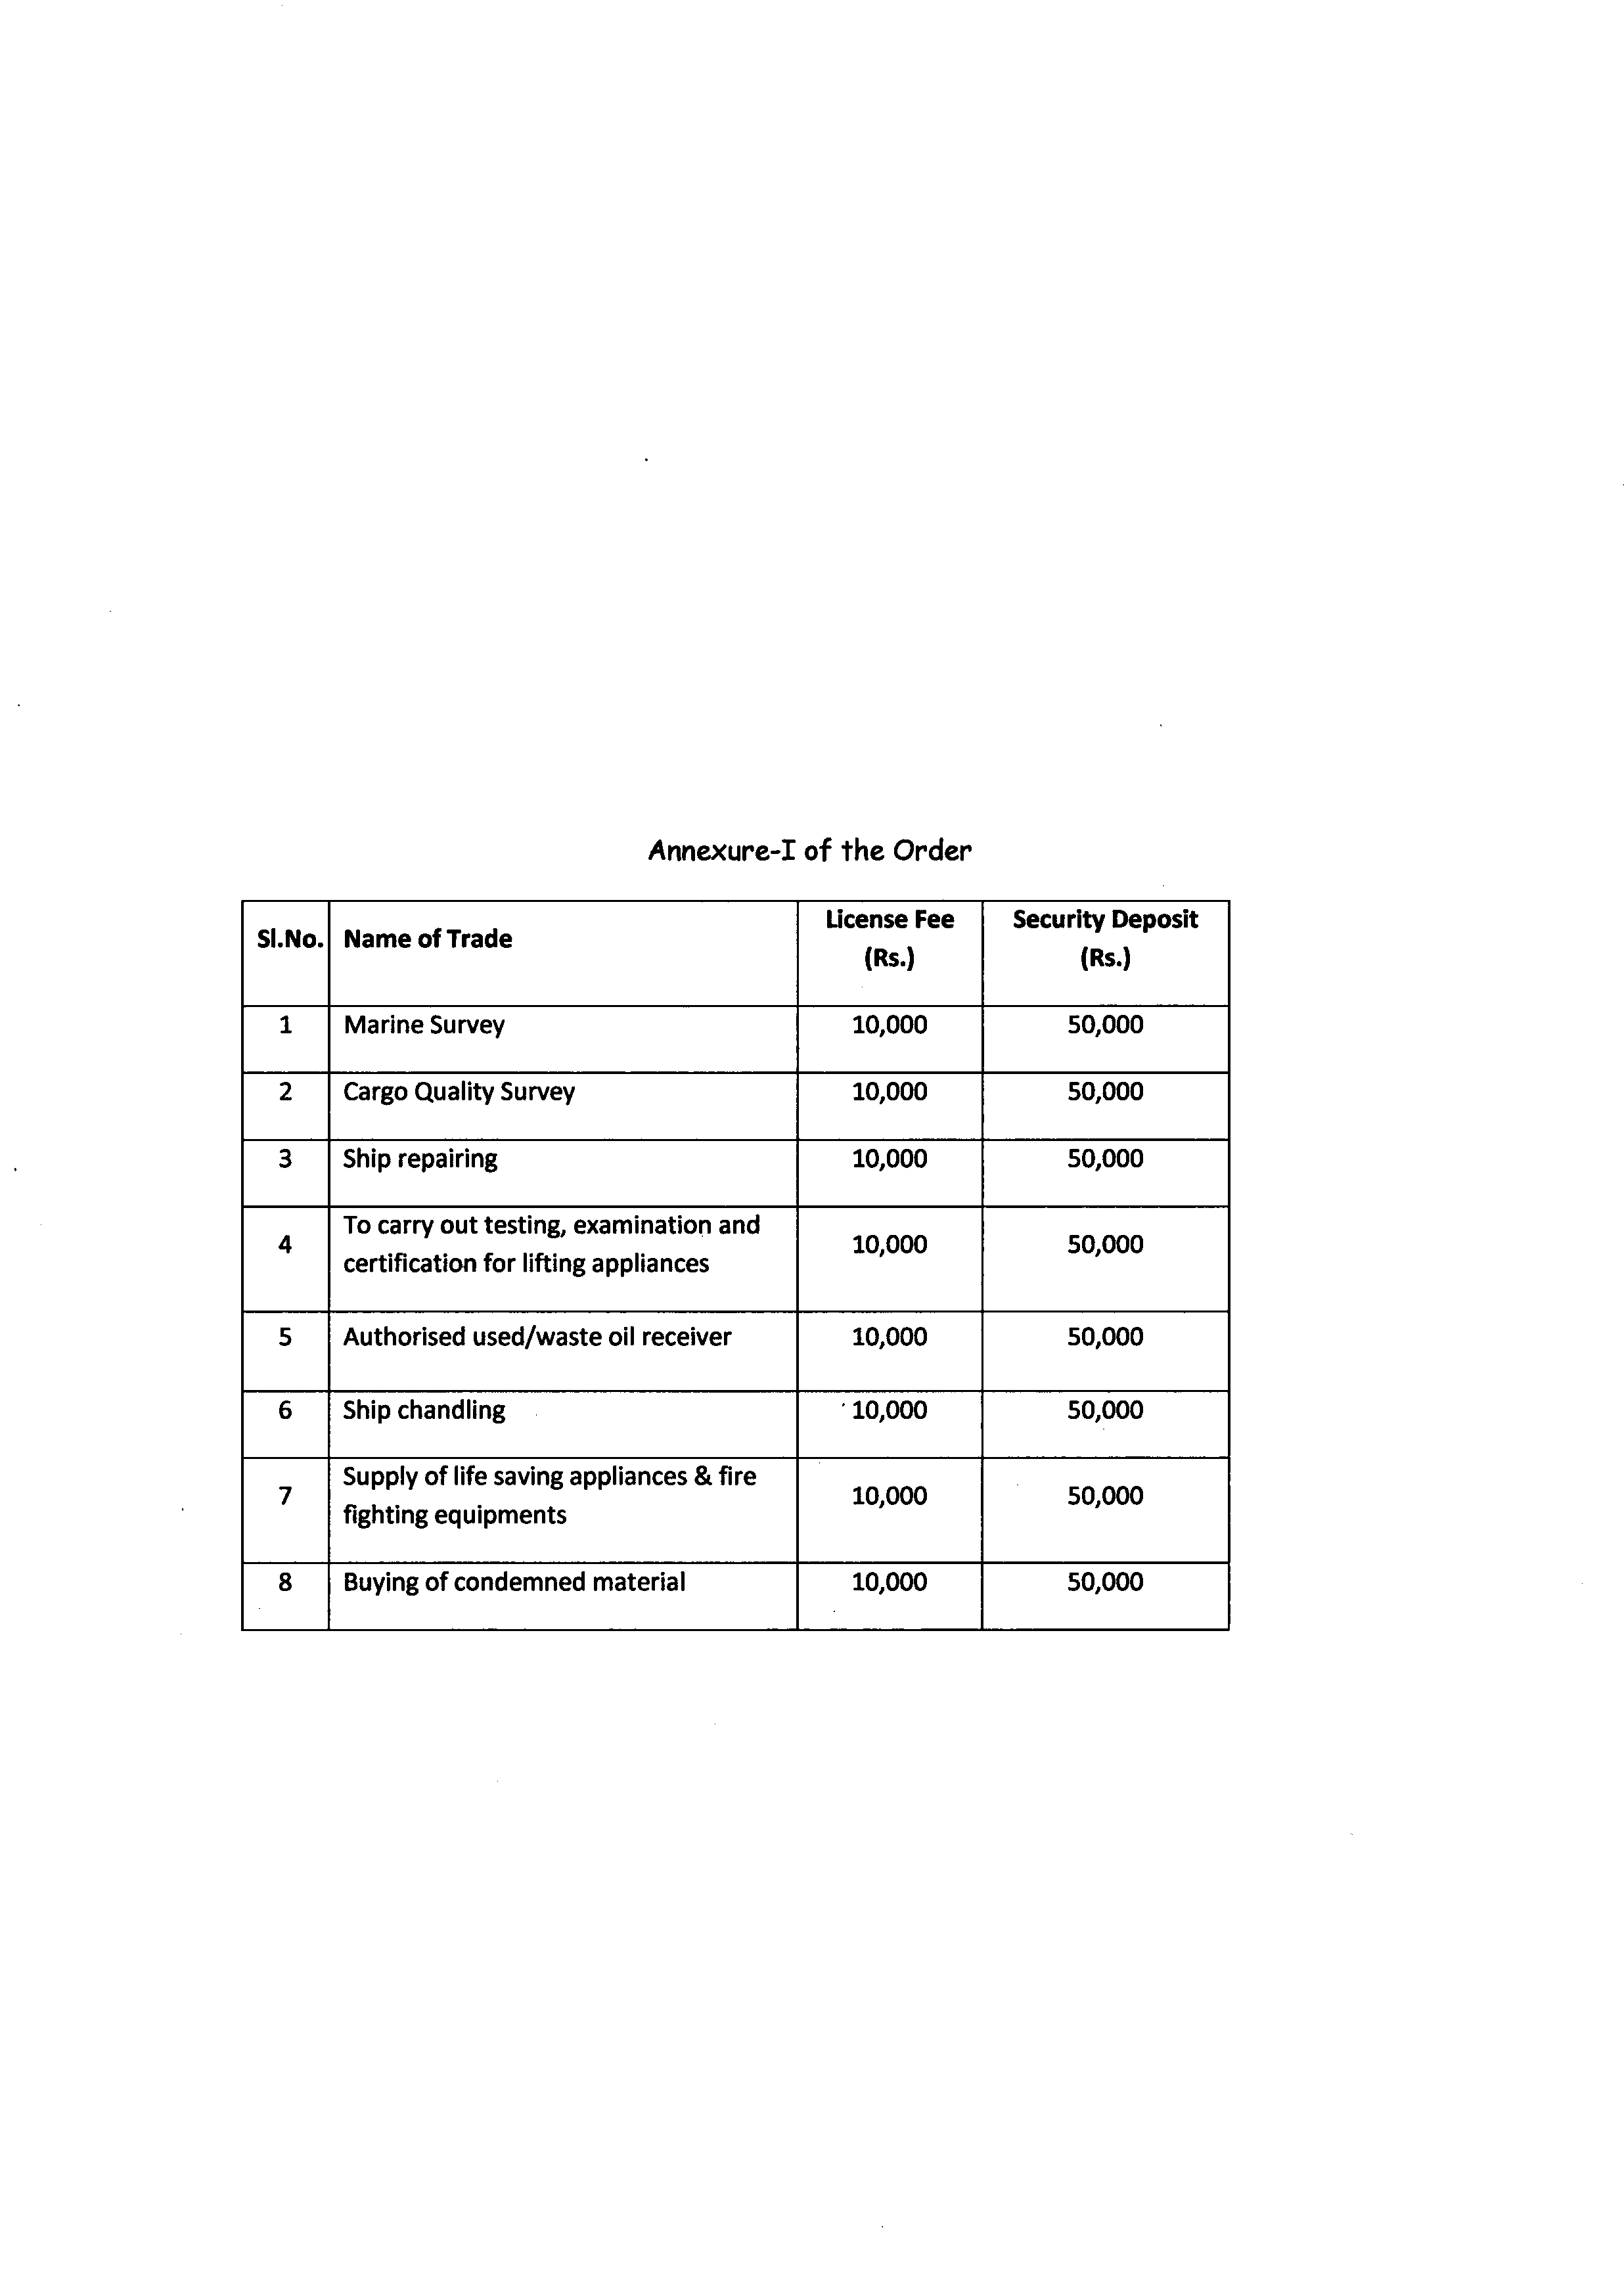 Annexure-I of the Order
Sl.No. Name of Trade License Fee (Rs.) Security Deposit (Rs.)
1 Marine Survey 10,000 50,000
2 Cargo Quality Survey 10,000 50,000
3 Ship repairing 10,000 50,000
4 To carry out testing, examination and
certification for lifting appliances 10,000 50,000
5 Authorised used/waste oil receiver 10,000 50,000
6 Ship chandling 10,000 50,000
7 Supply of life saving appliances & fire
fighting equipments 10,000 50,000
8 Buying of condemned material 10,000 50,000